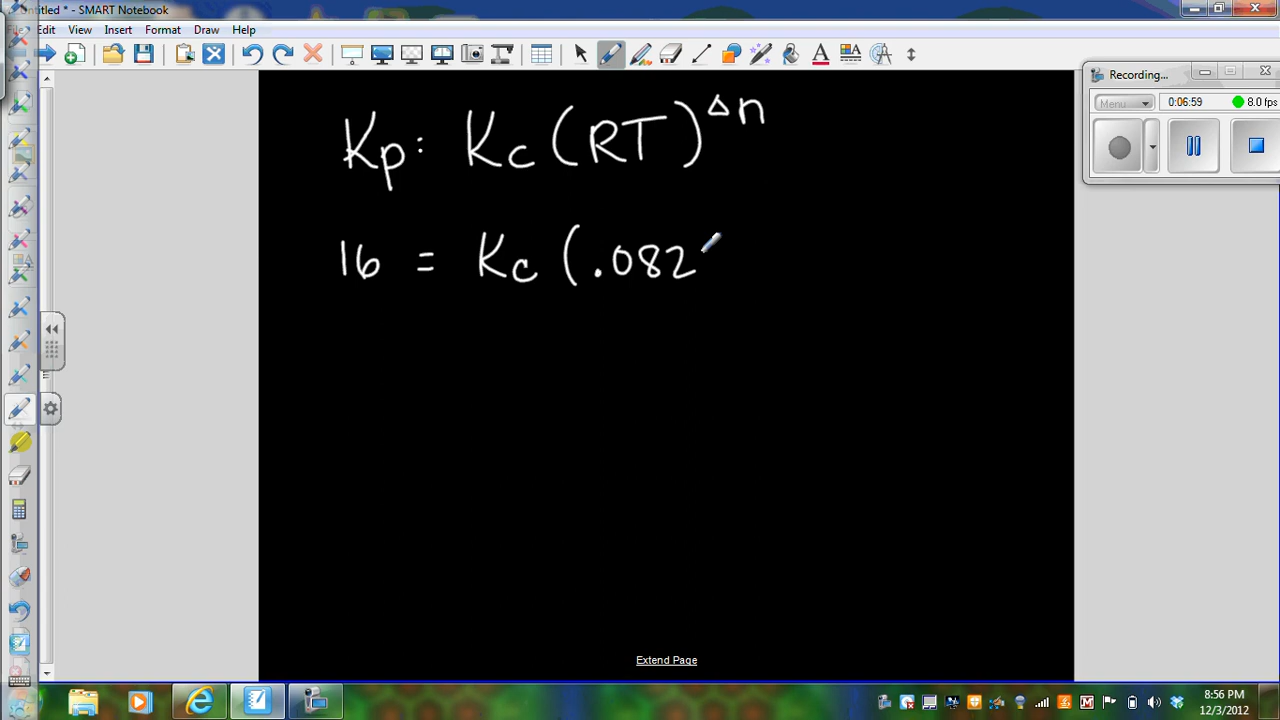 Untitled * - SMART Notebook
File Edit View Insert Format Draw Help
Recording...
Menu 0:06:59 8.0 fps
Kp: Kc (RT)^Δn
16 = Kc (.082
Extend Page
8:56 PM
12/3/2012